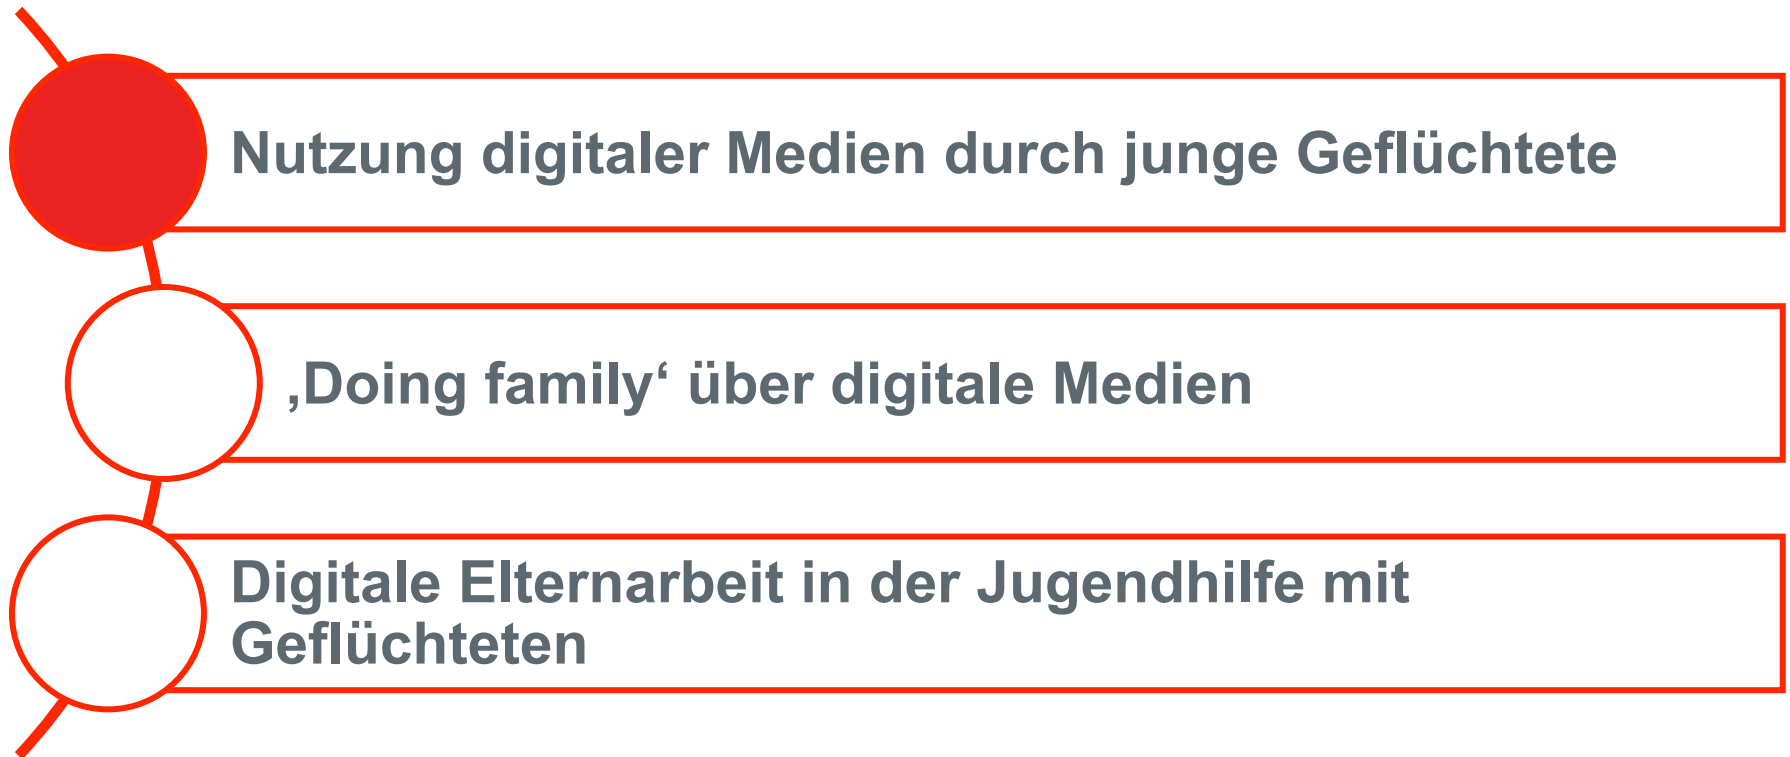 Nutzung digitaler Medien durch junge Geflüchtete
‚Doing family‘ über digitale Medien
Digitale Elternarbeit in der Jugendhilfe mit
Geflüchteten